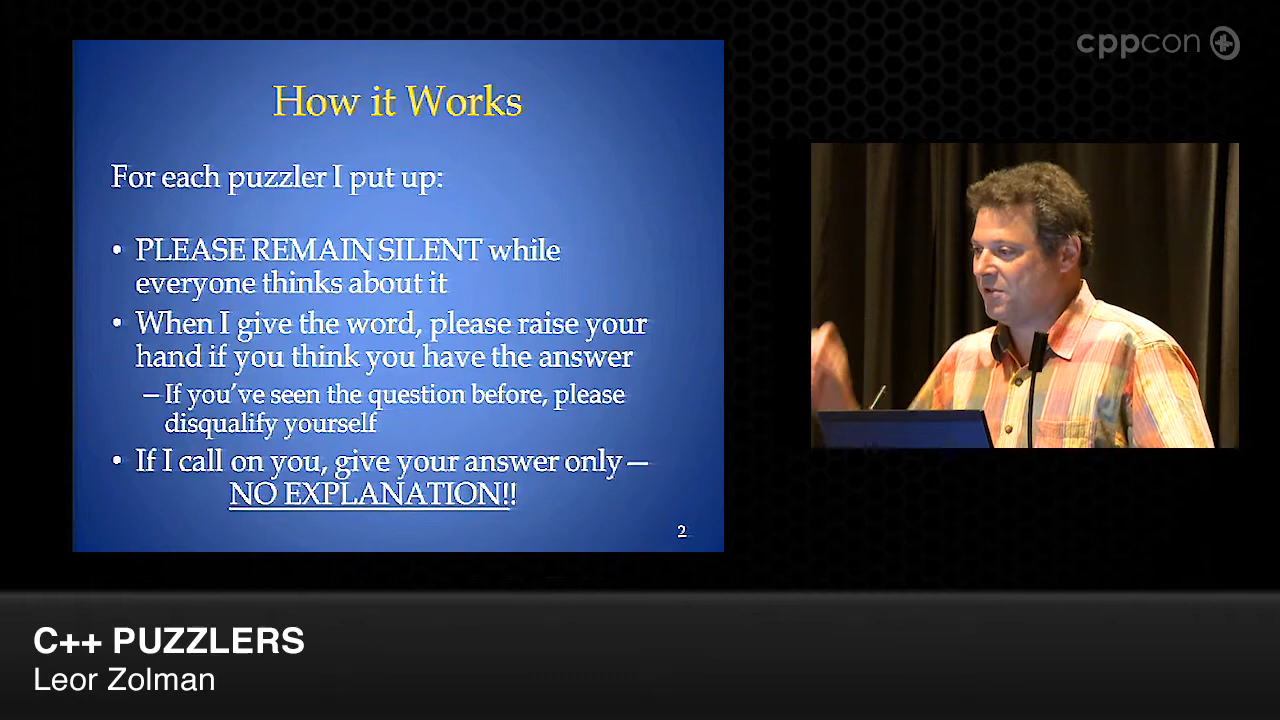 cppcon
How it Works
For each puzzler I put up:
• PLEASE REMAIN SILENT while
everyone thinks about it
• When I give the word, please raise your
hand if you think you have the answer
– If you've seen the question before, please
disqualify yourself
• If I call on you, give your answer only –
NO EXPLANATION!!
2
C++ PUZZLERS
Leor Zolman